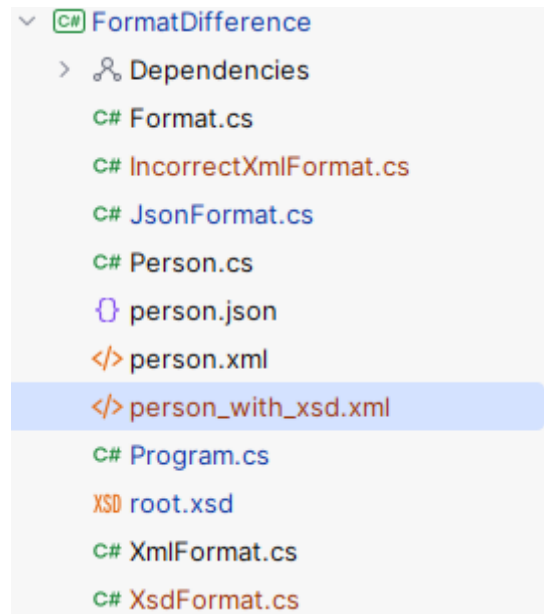 C# FormatDifference
Dependencies
C# Format.cs
C# IncorrectXmlFormat.cs
C# JsonFormat.cs
C# Person.cs
{} person.json
</> person.xml
</> person_with_xsd.xml
C# Program.cs
XSD root.xsd
C# XmlFormat.cs
C# XsdFormat.cs